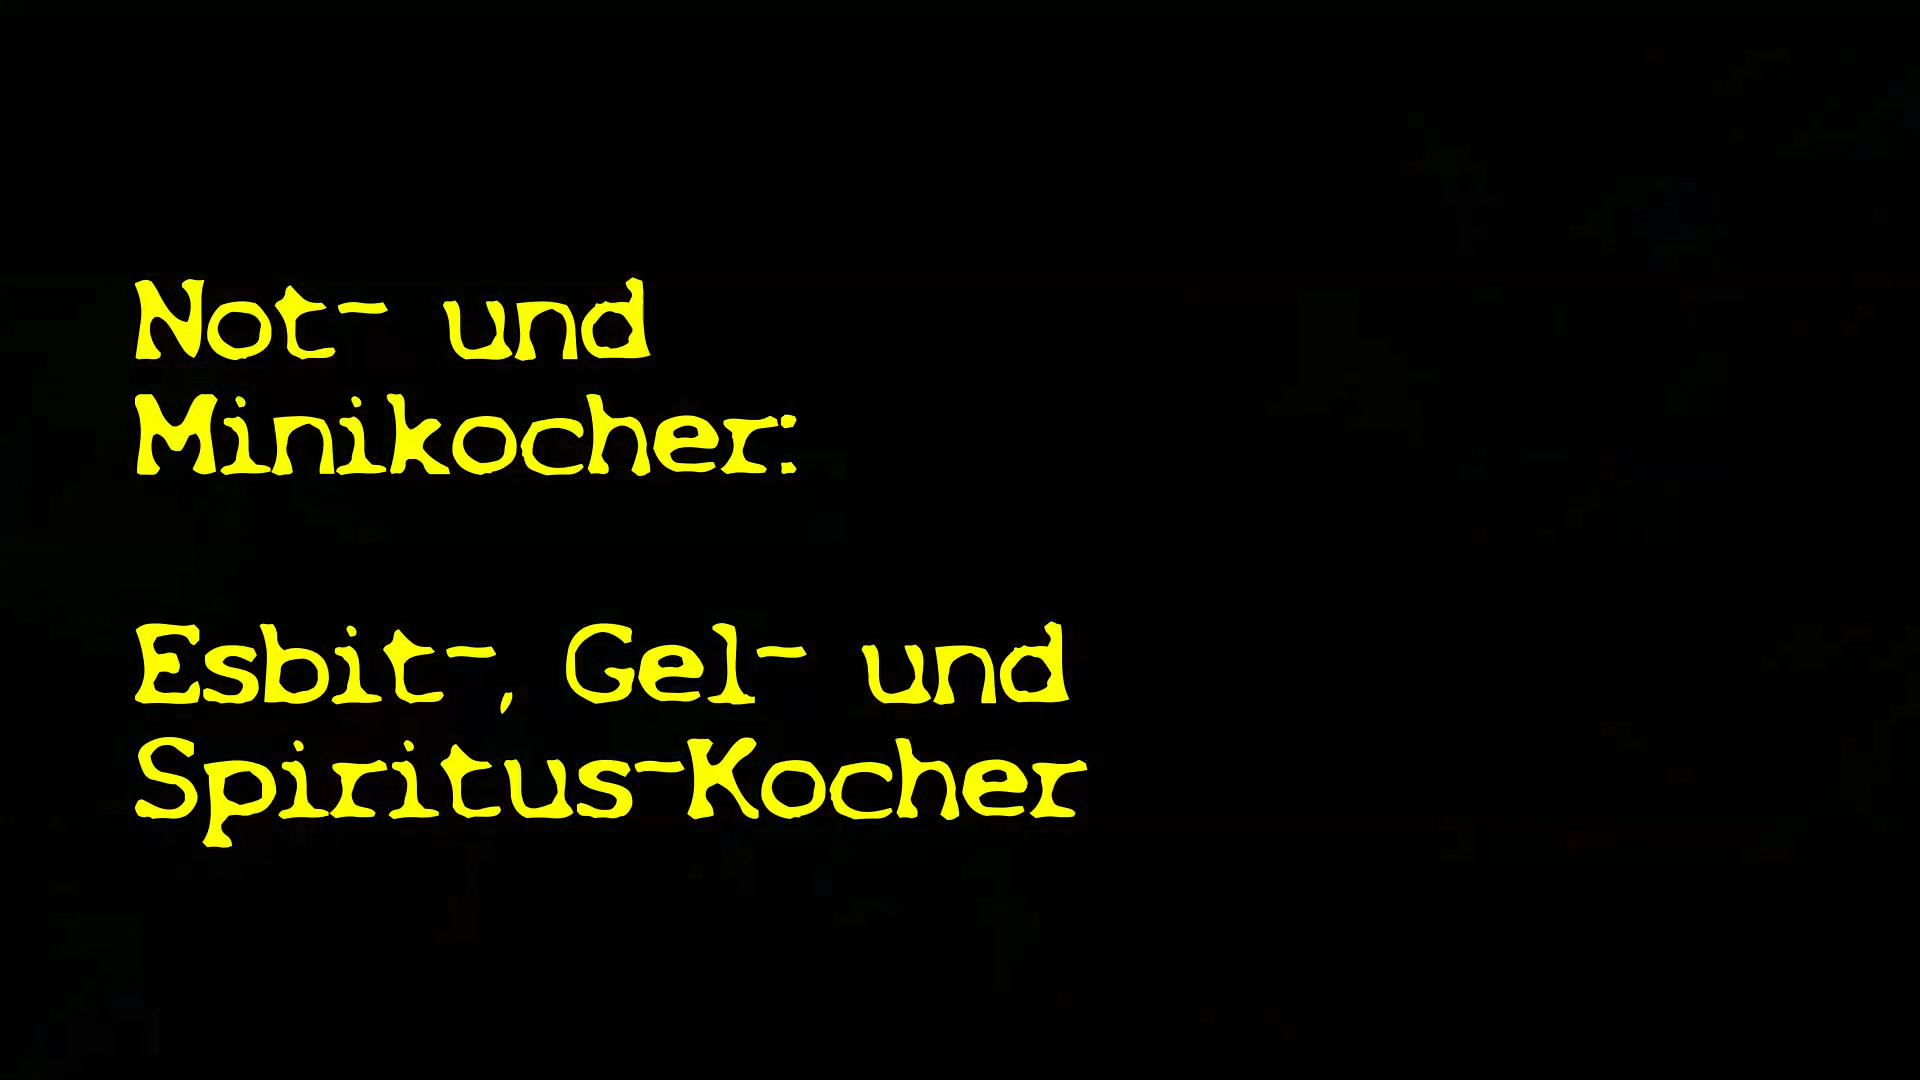 Not- und
Minikocher:
Esbit-, Gel- und
Spiritus-Kocher